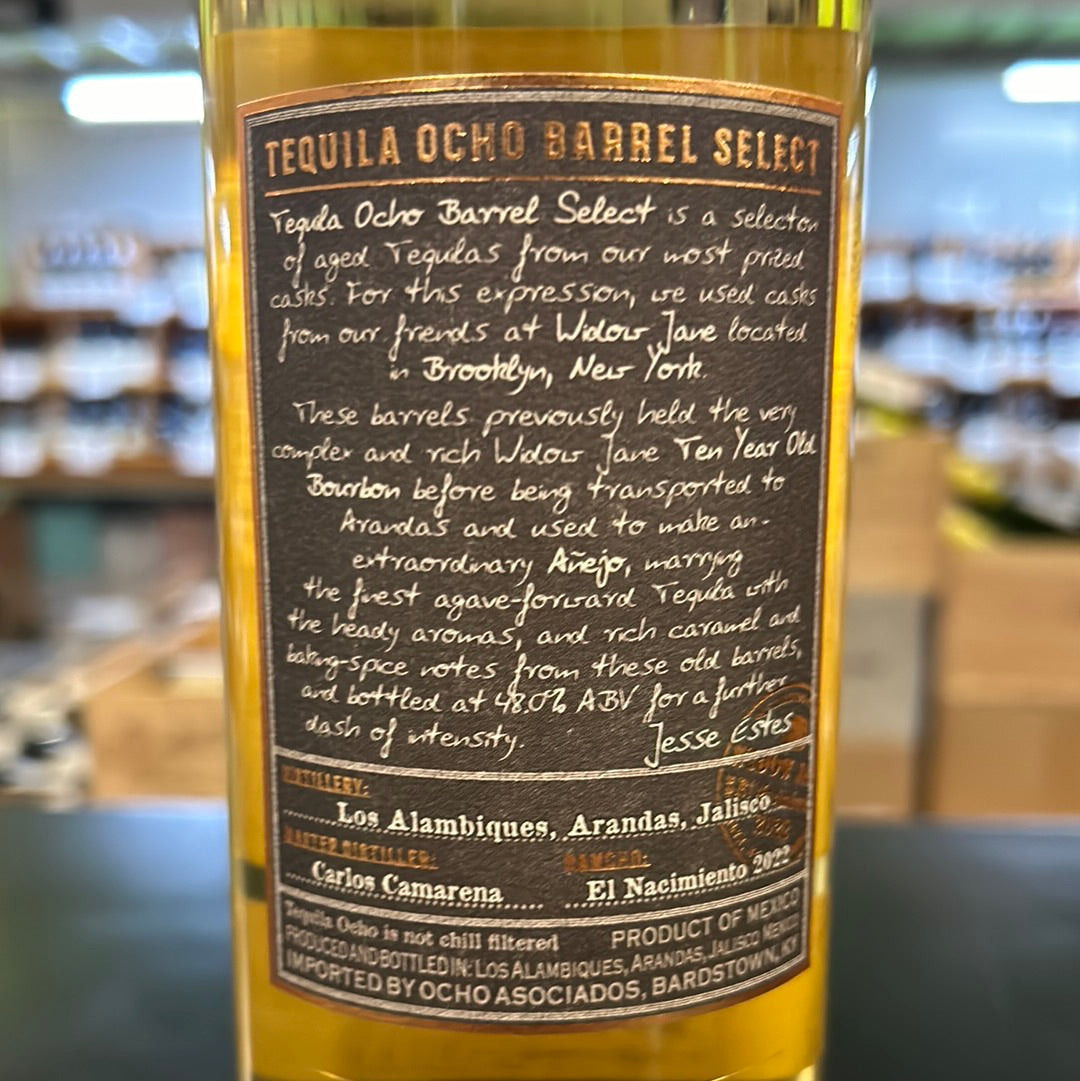 TEQUILA OCHO BARREL SELECT
Tequila Ocho Barrel Select is a selection
of aged Tequilas from our most prized
casks. For this expression, we used casks
from our friends at Widow Jane located
in Brooklyn, New York.
These barrels previously held the very
complex and rich Widow Jane Ten Year Old
Bourbon before being transported to
Arandas and used to make an
extraordinary Añejo, marrying
the finest agave-forward Tequila with
the heady aromas, and rich caramel and
baking-spice notes from these old barrels,
and bottled at 48.0% ABV for a further
dash of intensity.
Jesse Estes
DISTILLERY:
Los Alambiques, Arandas, Jalisco
MASTER DISTILLER:
Carlos Camarena
RANCHO:
El Nacimiento 2022
Tequila Ocho is not chill filtered
PRODUCT OF MEXICO
PRODUCED AND BOTTLED IN: LOS ALAMBIQUES, ARANDAS, JALISCO MEXICO
IMPORTED BY OCHO ASOCIADOS, BARDSTOWN, KY